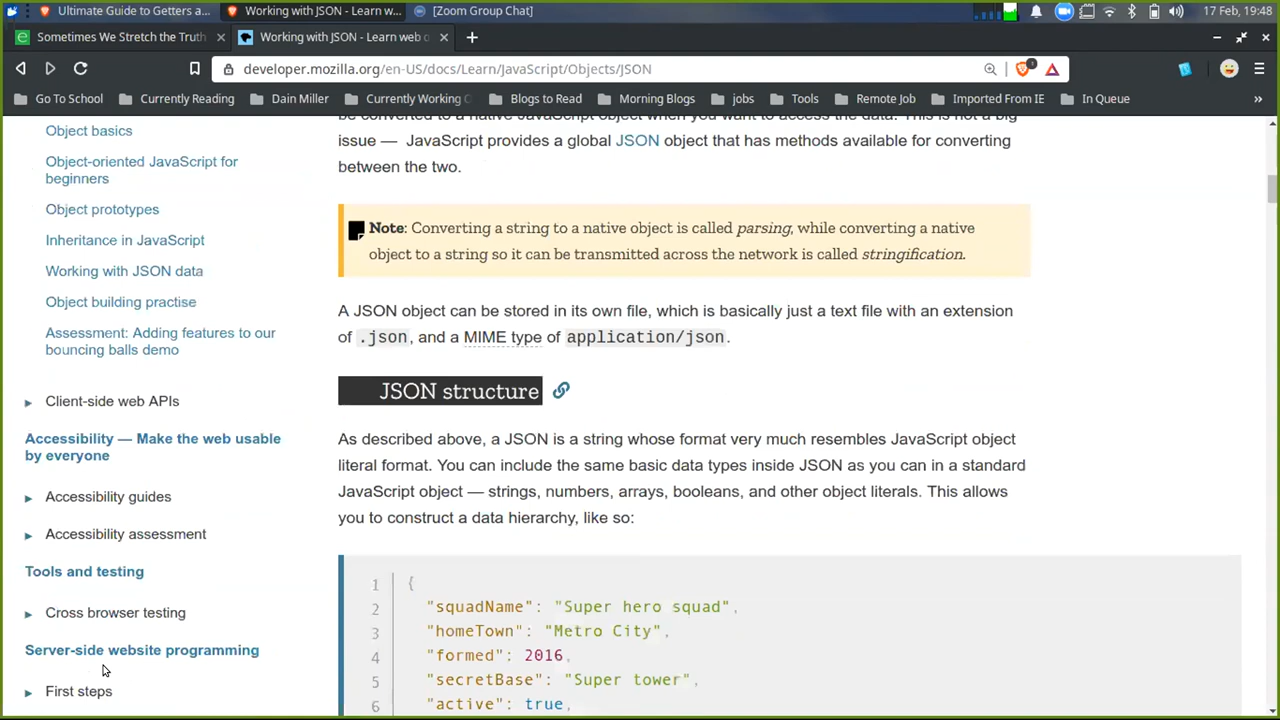 Ultimate Guide to Getters a...
Working with JSON - Learn w...
[Zoom Group Chat]
17 Feb, 19:48
Sometimes We Stretch the Truth
Working with JSON - Learn web o
developer.mozilla.org/en-US/docs/Learn/JavaScript/Objects/JSON
Go To School
Currently Reading
Dain Miller
Currently Working O
Blogs to Read
Morning Blogs
jobs
Tools
Remote Job
Imported From IE
In Queue
»
Object basics
Object-oriented JavaScript for
beginners
Object prototypes
Inheritance in JavaScript
Working with JSON data
Object building practise
Assessment: Adding features to our
bouncing balls demo
Client-side web APIs
Accessibility — Make the web usable
by everyone
Accessibility guides
Accessibility assessment
Tools and testing
Cross browser testing
Server-side website programming
First steps
be converted to a native JavaScript object when you want to access the data. This is not a big
issue — JavaScript provides a global JSON object that has methods available for converting
between the two.
Note: Converting a string to a native object is called parsing, while converting a native
object to a string so it can be transmitted across the network is called stringification.
A JSON object can be stored in its own file, which is basically just a text file with an extension
of .json, and a MIME type of application/json.
JSON structure
As described above, a JSON is a string whose format very much resembles JavaScript object
literal format. You can include the same basic data types inside JSON as you can in a standard
JavaScript object — strings, numbers, arrays, booleans, and other object literals. This allows
you to construct a data hierarchy, like so:
1 {
2 "squadName": "Super hero squad",
3 "homeTown": "Metro City",
4 "formed": 2016,
5 "secretBase": "Super tower",
6 "active": true,